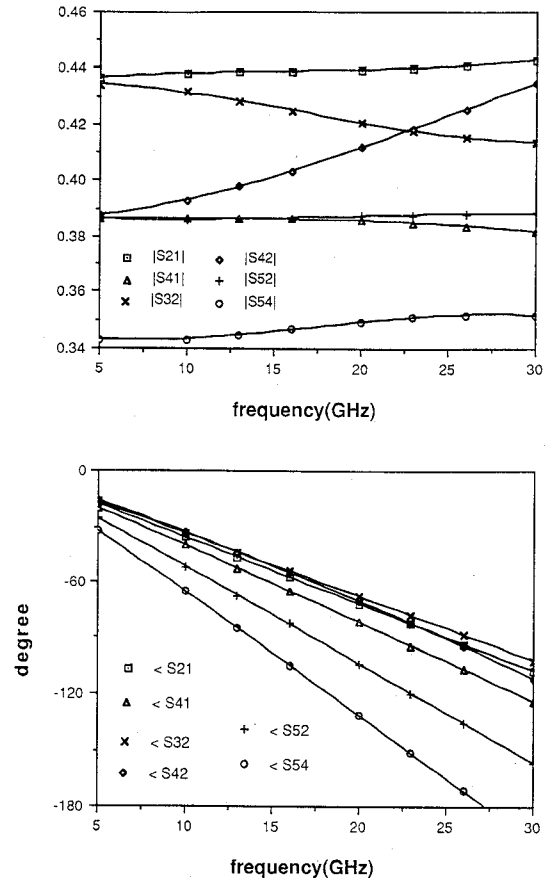 0.46
0.44
0.42
0.40
0.38
0.36
0.34
|S21| |S42|
|S41| |S52|
|S32| |S54|
5 10 15 20 25 30
frequency(GHz)
0
-60
-120
-180
degree
< S21
< S41
< S32 < S52
< S42 < S54
5 10 15 20 25 30
frequency(GHz)